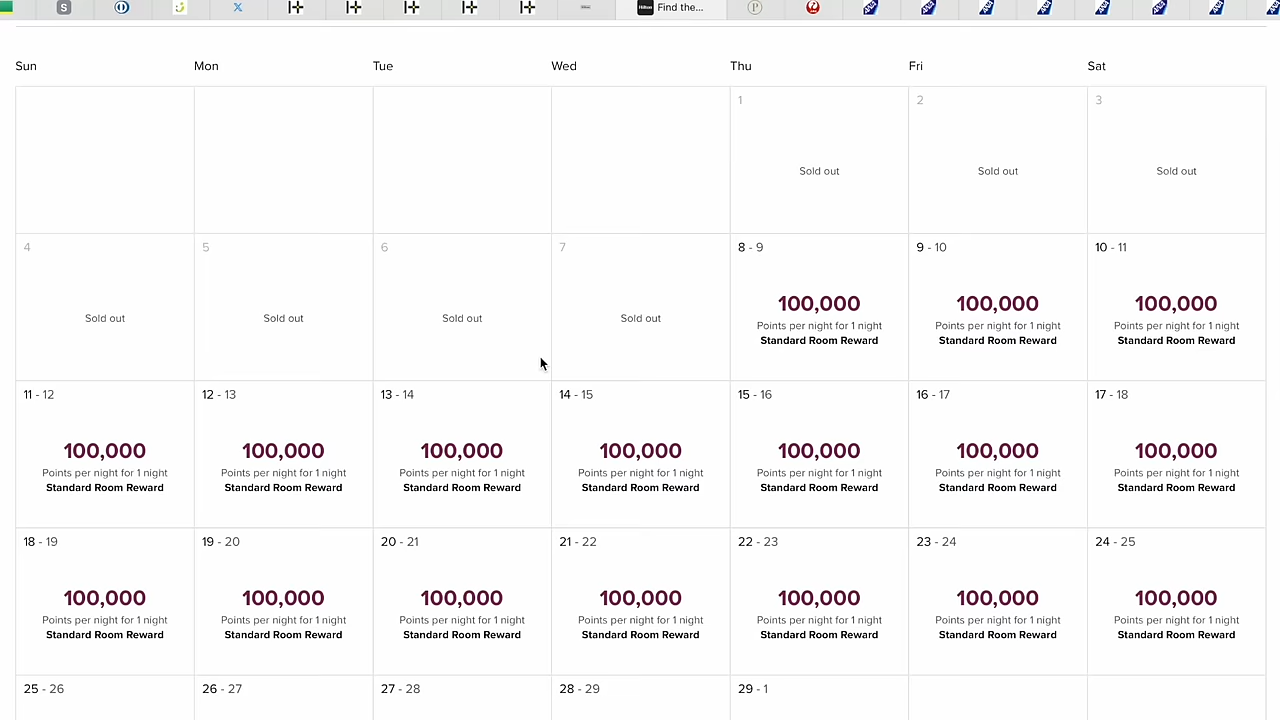 S Hilton Find the... P ANA ANA ANA ANA ANA ANA ANA
Sun Mon Tue Wed Thu Fri Sat
1 2 3
Sold out Sold out Sold out
4 5 6 7 8 - 9 9 - 10 10 - 11
100,000 100,000 100,000
Sold out Sold out Sold out Sold out Points per night for 1 night Points per night for 1 night Points per night for 1 night
Standard Room Reward Standard Room Reward Standard Room Reward
11 - 12 12 - 13 13 - 14 14 - 15 15 - 16 16 - 17 17 - 18
100,000 100,000 100,000 100,000 100,000 100,000 100,000
Points per night for 1 night Points per night for 1 night Points per night for 1 night Points per night for 1 night Points per night for 1 night Points per night for 1 night Points per night for 1 night
Standard Room Reward Standard Room Reward Standard Room Reward Standard Room Reward Standard Room Reward Standard Room Reward Standard Room Reward
18 - 19 19 - 20 20 - 21 21 - 22 22 - 23 23 - 24 24 - 25
100,000 100,000 100,000 100,000 100,000 100,000 100,000
Points per night for 1 night Points per night for 1 night Points per night for 1 night Points per night for 1 night Points per night for 1 night Points per night for 1 night Points per night for 1 night
Standard Room Reward Standard Room Reward Standard Room Reward Standard Room Reward Standard Room Reward Standard Room Reward Standard Room Reward
25 - 26 26 - 27 27 - 28 28 - 29 29 - 1